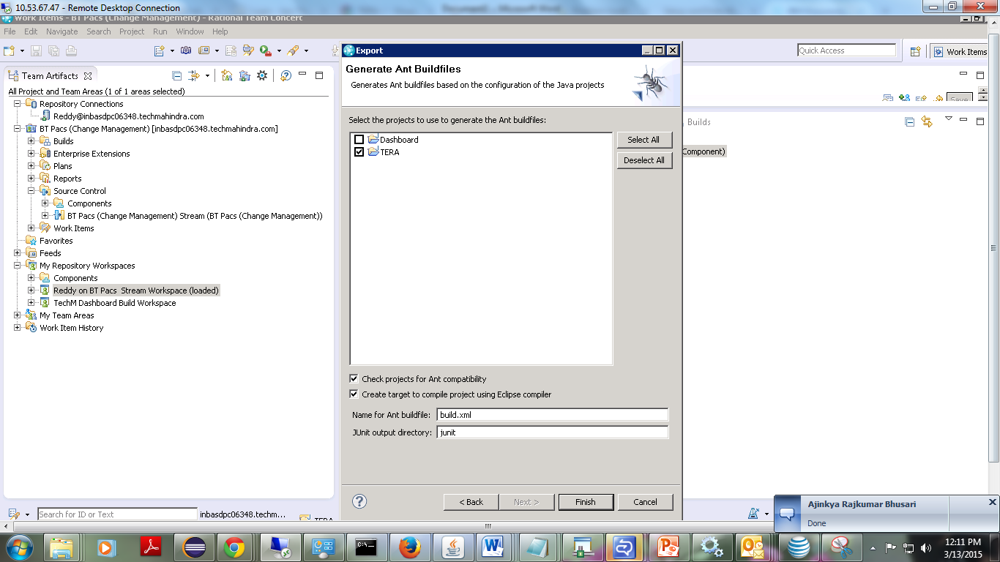 10.53.67.47 - Remote Desktop Connection
Work Items - BT Pacs (Change Management) - Rational Team Concert
File Edit Navigate Search Project Run Window Help
Quick Access
Work Items
Team Artifacts
All Project and Team Areas (1 of 1 areas selected)
Repository Connections
Reddy@inbasdpc06348.techmahindra.com
BT Pacs (Change Management) [inbasdpc06348.techmahindra.com]
Builds
Enterprise Extensions
Plans
Reports
Source Control
Components
BT Pacs (Change Management) Stream (BT Pacs (Change Management))
Work Items
Favorites
Feeds
My Repository Workspaces
Components
Reddy on BT Pacs Stream Workspace (loaded)
TechM Dashboard Build Workspace
My Team Areas
Work Item History
Export
Generate Ant Buildfiles
Generates Ant buildfiles based on the configuration of the Java projects
Select the projects to use to generate the Ant buildfiles:
Dashboard
TERA
Select All
Deselect All
Check projects for Ant compatibility
Create target to compile project using Eclipse compiler
Name for Ant buildfile: build.xml
JUnit output directory: junit
< Back Next > Finish Cancel
Save
Builds
Component)
Search for ID or Text
inbasdpc06348.techm...
TERA
Ajinkya Rajkumar Bhusari
Done
12:11 PM
3/13/2015